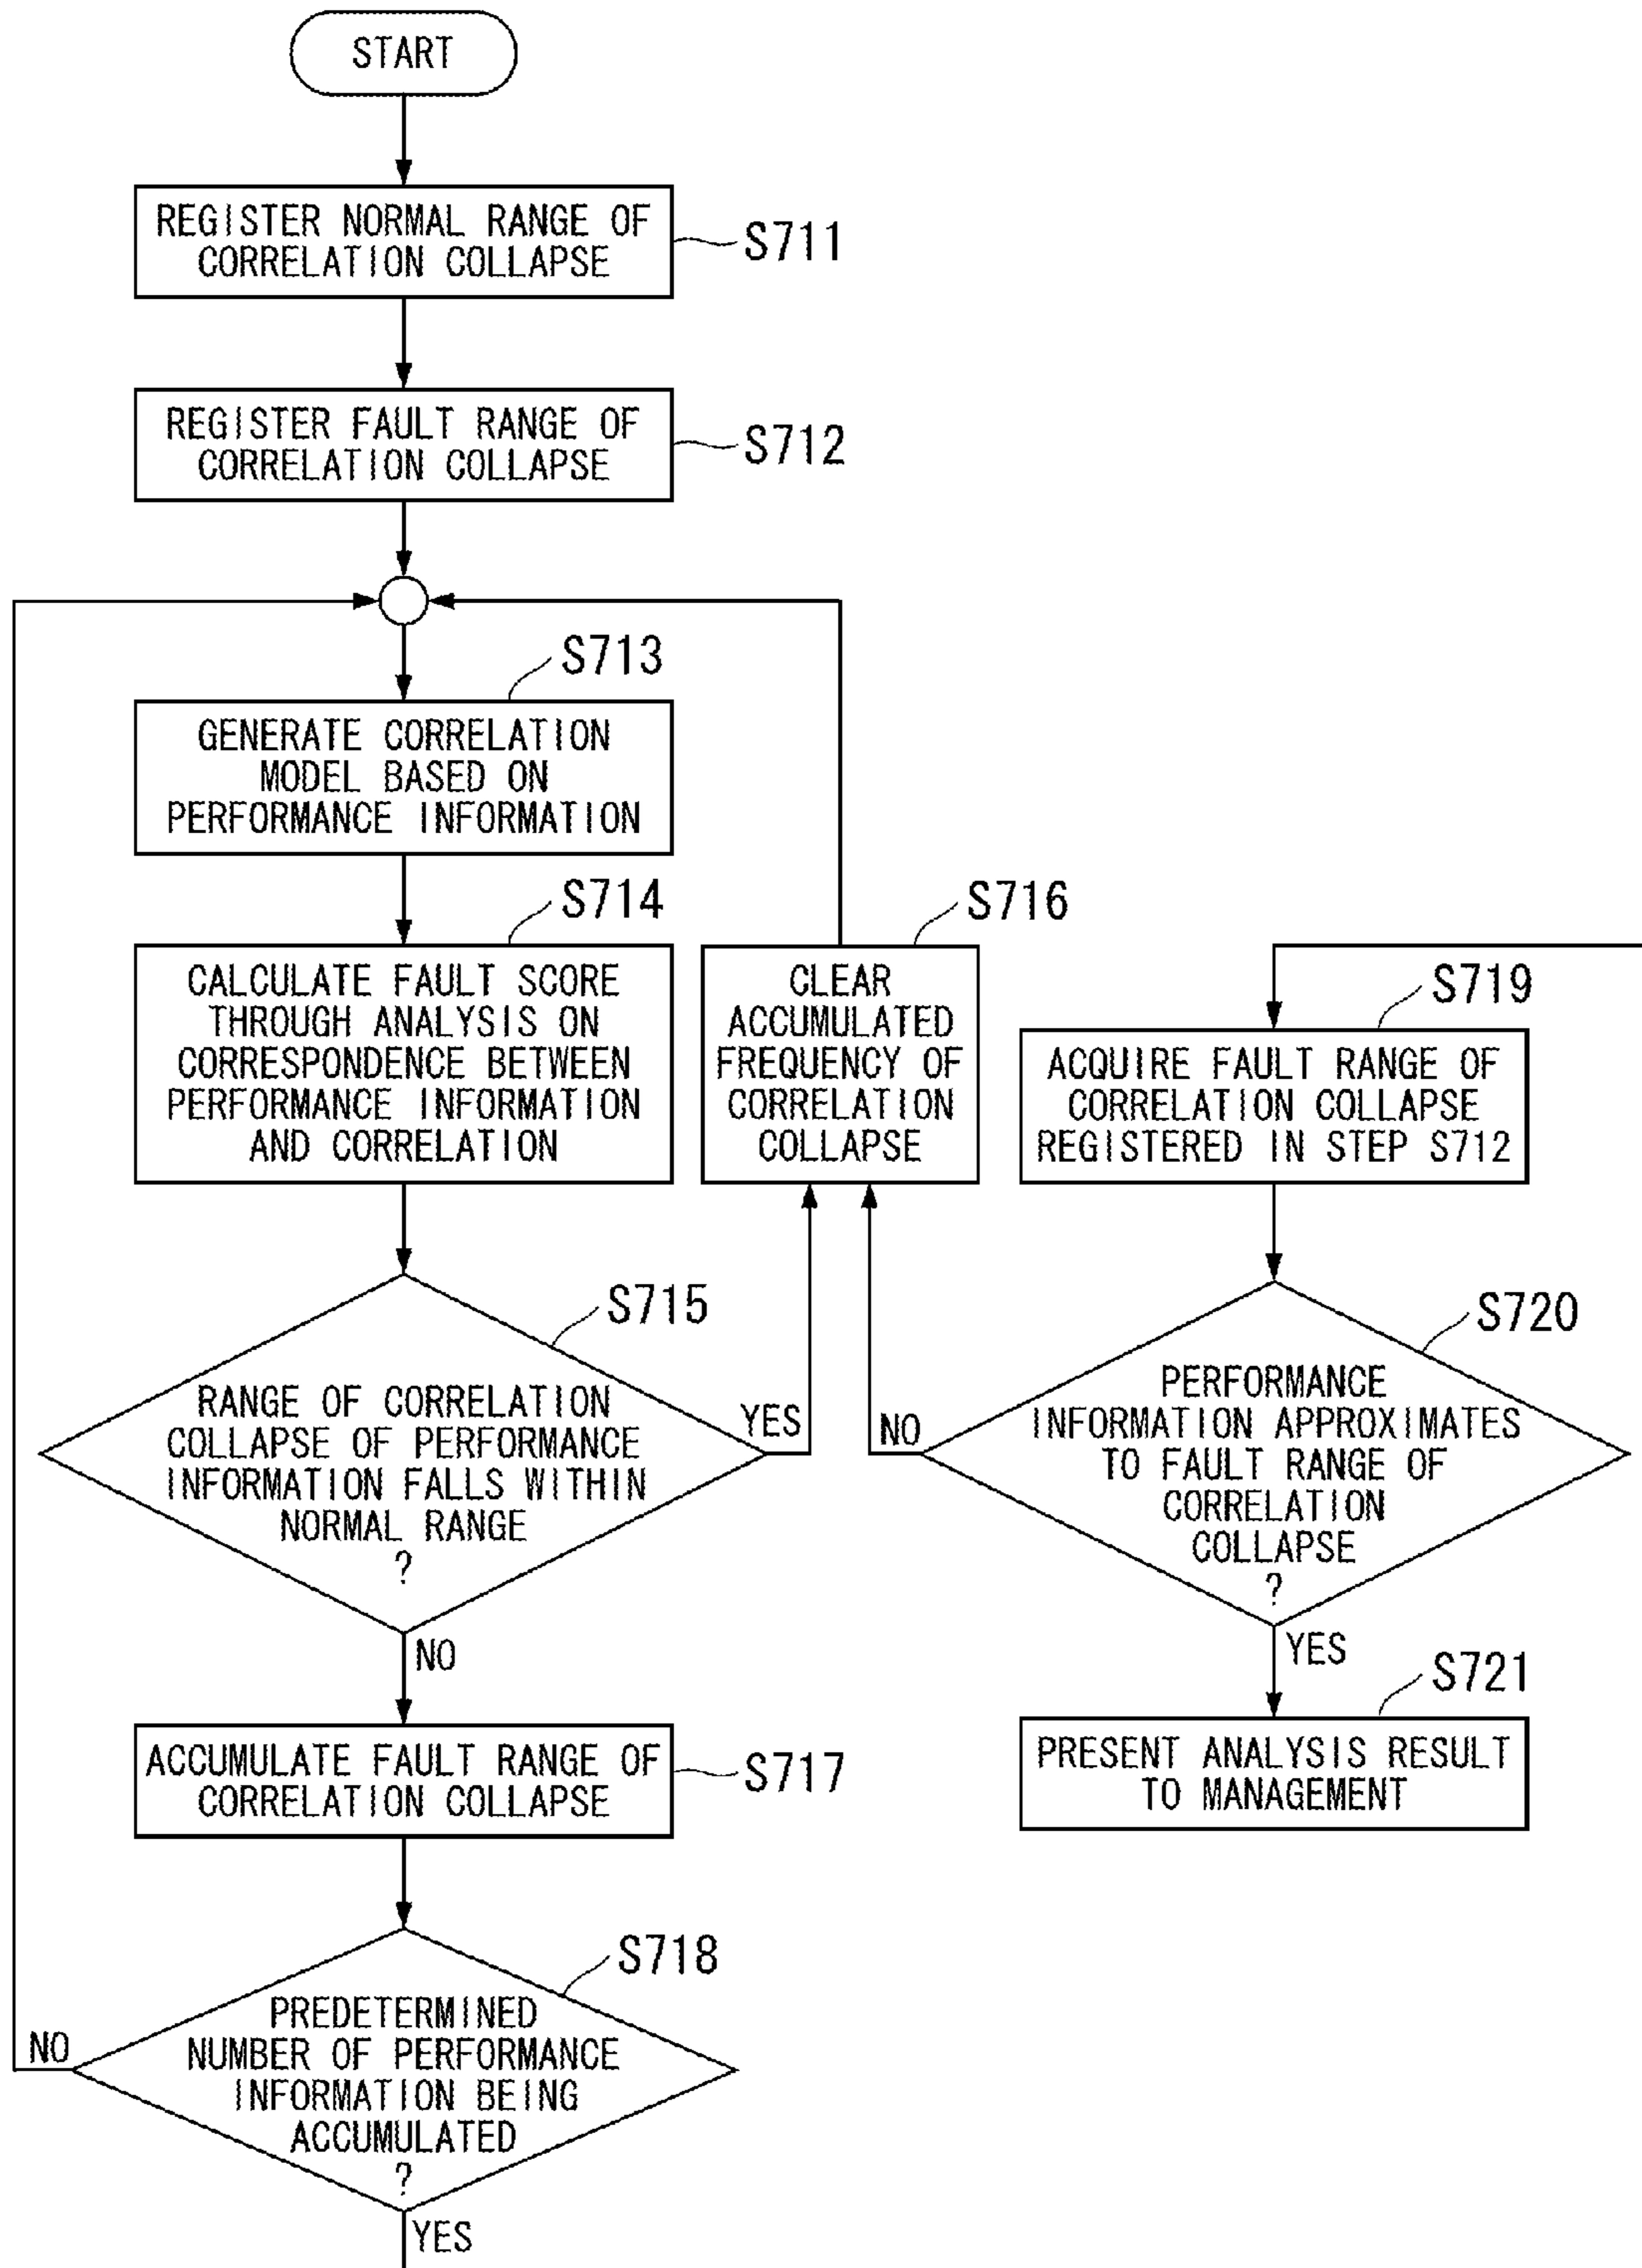 START
REGISTER NORMAL RANGE OF
CORRELATION COLLAPSE
S711
REGISTER FAULT RANGE OF
CORRELATION COLLAPSE
S712
S713
GENERATE CORRELATION
MODEL BASED ON
PERFORMANCE INFORMATION
S714
CALCULATE FAULT SCORE
THROUGH ANALYSIS ON
CORRESPONDENCE BETWEEN
PERFORMANCE INFORMATION
AND CORRELATION
S716
CLEAR
ACCUMULATED
FREQUENCY OF
CORRELATION
COLLAPSE
S719
ACQUIRE FAULT RANGE OF
CORRELATION COLLAPSE
REGISTERED IN STEP S712
S715
RANGE OF CORRELATION
COLLAPSE OF PERFORMANCE
INFORMATION FALLS WITHIN
NORMAL RANGE
?
YES
NO
S720
PERFORMANCE
INFORMATION APPROXIMATES
TO FAULT RANGE OF
CORRELATION
COLLAPSE
?
NO
YES
S717
ACCUMULATE FAULT RANGE OF
CORRELATION COLLAPSE
S721
PRESENT ANALYSIS RESULT
TO MANAGEMENT
S718
PREDETERMINED
NUMBER OF PERFORMANCE
INFORMATION BEING
ACCUMULATED
?
NO
YES